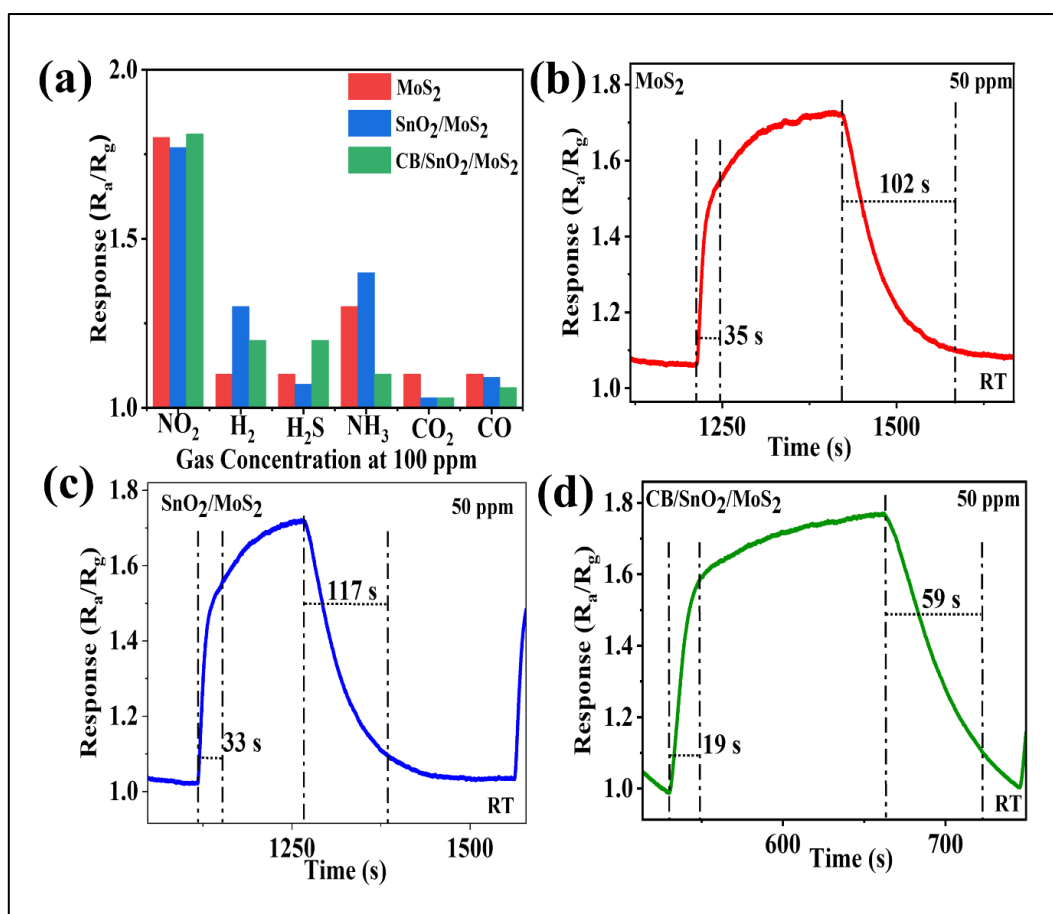 (a)
Response (Ra/Rg)
2.0
1.5
1.0
MoS2
SnO2/MoS2
CB/SnO2/MoS2
NO2 H2 H2S NH3 CO2 CO
Gas Concentration at 100 ppm
(b)
MoS2 50 ppm
Response (Ra/Rg)
1.8
1.6
1.4
1.2
1.0
102 s
35 s
RT
1250 1500
Time (s)
(c)
SnO2/MoS2 50 ppm
Response (Ra/Rg)
1.8
1.6
1.4
1.2
1.0
117 s
33 s
RT
1250 1500
Time (s)
(d)
CB/SnO2/MoS2 50 ppm
Response (Ra/Rg)
1.8
1.6
1.4
1.2
1.0
59 s
19 s
RT
600 700
Time (s)